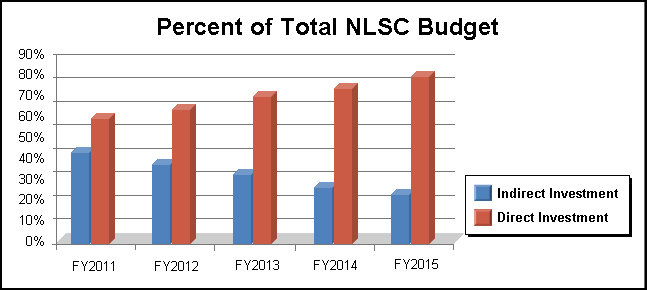 Percent of Total NLSC Budget
90%
80%
70%
60%
50%
40%
30%
20%
10%
0%
FY2011 FY2012 FY2013 FY2014 FY2015
Indirect Investment
Direct Investment